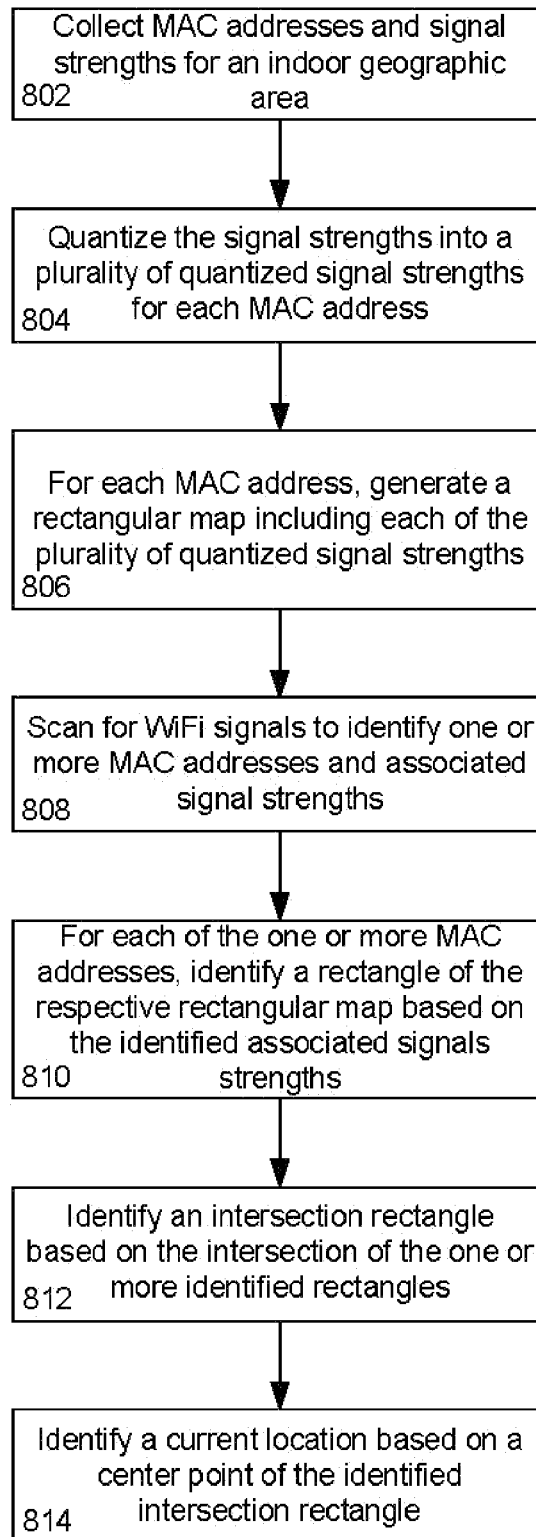 Collect MAC addresses and signal
strengths for an indoor geographic
area
802
Quantize the signal strengths into a
plurality of quantized signal strengths
for each MAC address
804
For each MAC address, generate a
rectangular map including each of the
plurality of quantized signal strengths
806
Scan for WiFi signals to identify one or
more MAC addresses and associated
signal strengths
808
For each of the one or more MAC
addresses, identify a rectangle of the
respective rectangular map based on
the identified associated signals
strengths
810
Identify an intersection rectangle
based on the intersection of the one or
more identified rectangles
812
Identify a current location based on a
center point of the identified
intersection rectangle
814